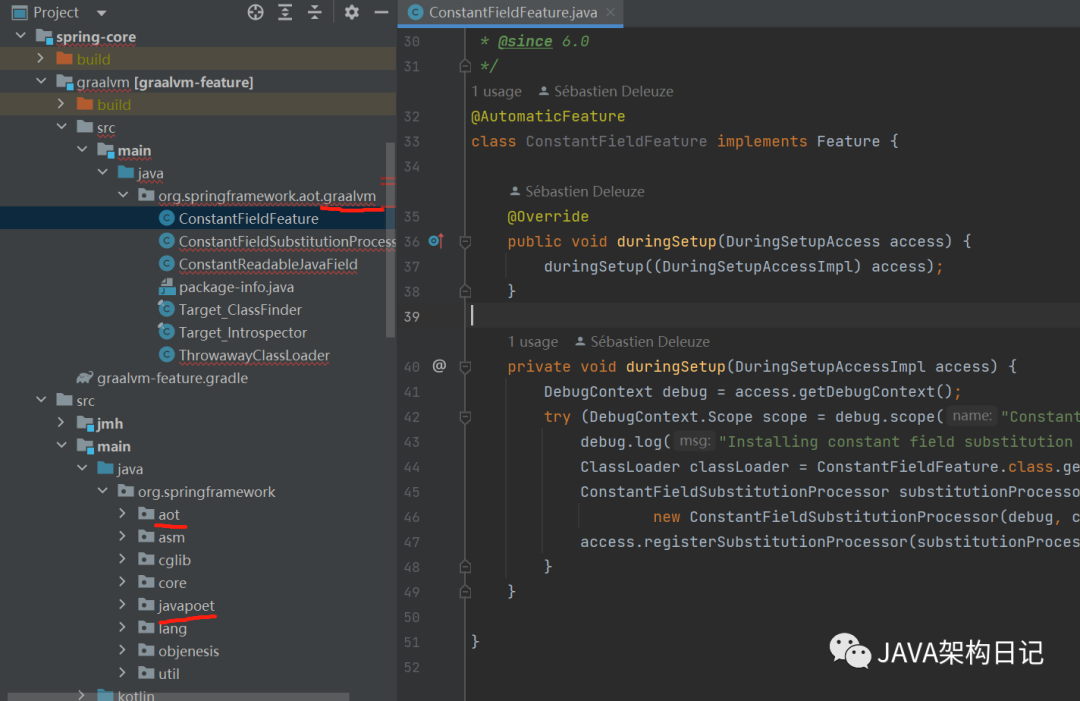 Project
spring-core
build
graalvm [graalvm-feature]
build
src
main
java
org.springframework.aot.graalvm
ConstantFieldFeature
ConstantFieldSubstitutionProcess
ConstantReadableJavaField
package-info.java
Target_ClassFinder
Target_Introspector
ThrowawayClassLoader
graalvm-feature.gradle
src
jmh
main
java
org.springframework
aot
asm
cglib
core
javapoet
lang
objenesis
util
kotlin
ConstantFieldFeature.java
30 * @since 6.0
31 */
1 usage Sébastien Deleuze
32 @AutomaticFeature
33 class ConstantFieldFeature implements Feature {
34
Sébastien Deleuze
35 @Override
36 public void duringSetup(DuringSetupAccess access) {
37 duringSetup((DuringSetupAccessImpl) access);
38 }
39
1 usage Sébastien Deleuze
40 @ private void duringSetup(DuringSetupAccessImpl access) {
41 DebugContext debug = access.getDebugContext();
42 try (DebugContext.Scope scope = debug.scope( name: "Constant
43 debug.log( msg: "Installing constant field substitution
44 ClassLoader classLoader = ConstantFieldFeature.class.ge
45 ConstantFieldSubstitutionProcessor substitutionProcesso
46 new ConstantFieldSubstitutionProcessor(debug, c
47 access.registerSubstitutionProcessor(substitutionProces
48 }
49 }
50
51 }
52
JAVA架构日记